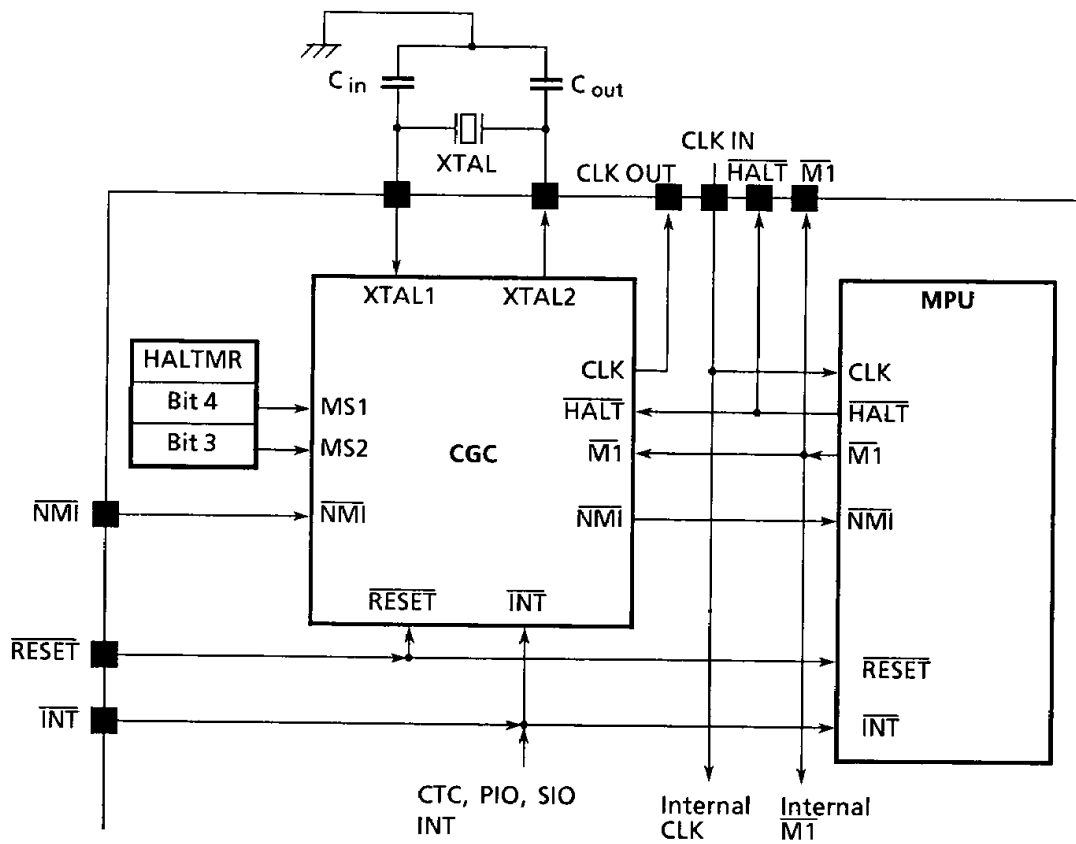 C in
C out
XTAL
CLK IN
CLK OUT
HALT
M1
XTAL1
XTAL2
MPU
HALTMR
Bit 4
Bit 3
MS1
MS2
CGC
CLK
HALT
M1
NMI
CLK
HALT
M1
NMI
NMI
NMI
RESET
INT
RESET
RESET
INT
INT
CTC, PIO, SIO
INT
Internal
CLK
Internal
M1